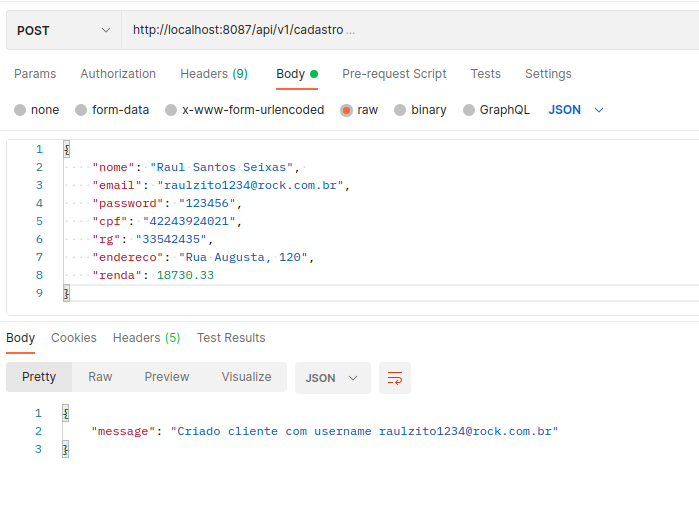 POST http://localhost:8087/api/v1/cadastro...
Params Authorization Headers (9) Body Pre-request Script Tests Settings
none form-data x-www-form-urlencoded raw binary GraphQL JSON
1 {
2 "nome": "Raul Santos Seixas",
3 "email": "raulzito1234@rock.com.br",
4 "password": "123456",
5 "cpf": "42243924021",
6 "rg": "33542435",
7 "endereco": "Rua Augusta, 120",
8 "renda": 18730.33
9 }
Body Cookies Headers (5) Test Results
Pretty Raw Preview Visualize JSON
1 {
2 "message": "Criado cliente com username raulzito1234@rock.com.br"
3 }